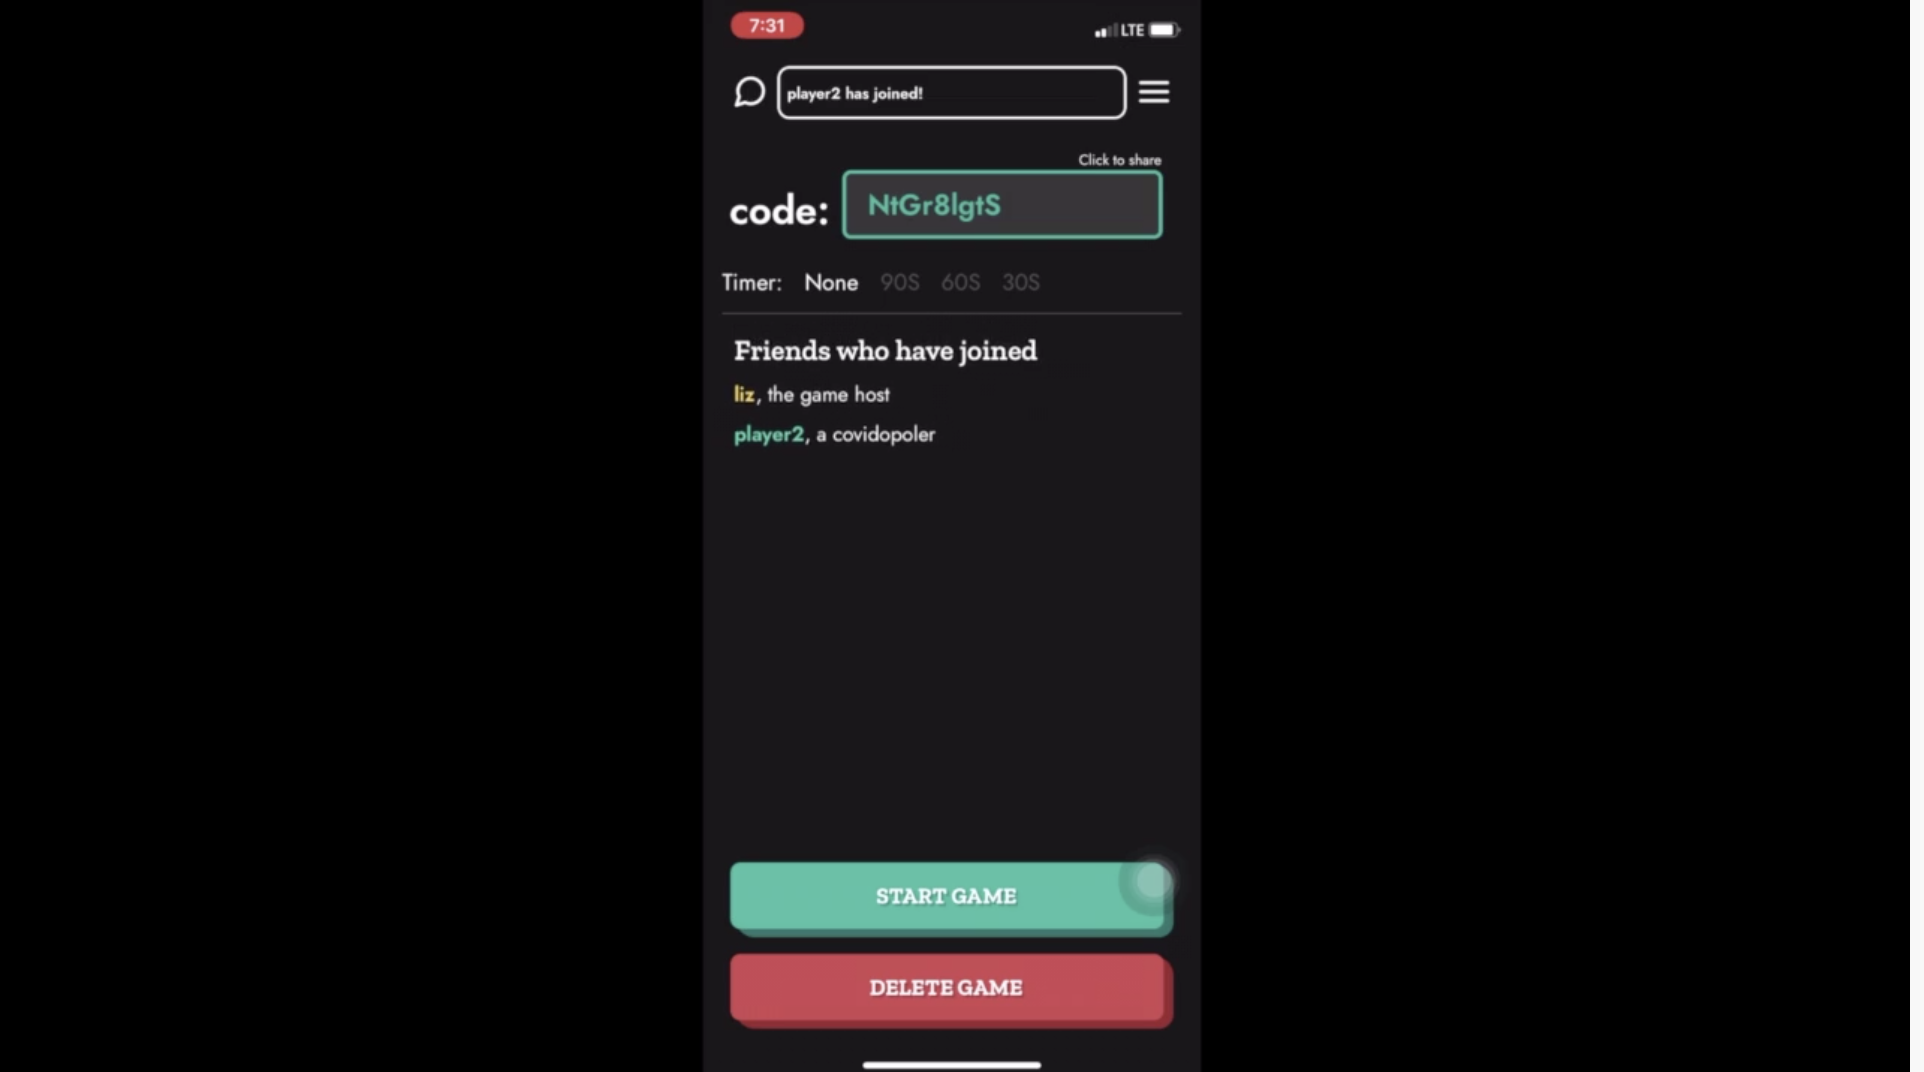 7:31
LTE
player2 has joined!
Click to share
code: NtGr8lgtS
Timer: None 90S 60S 30S
Friends who have joined
liz, the game host
player2, a covidopoler
START GAME
DELETE GAME